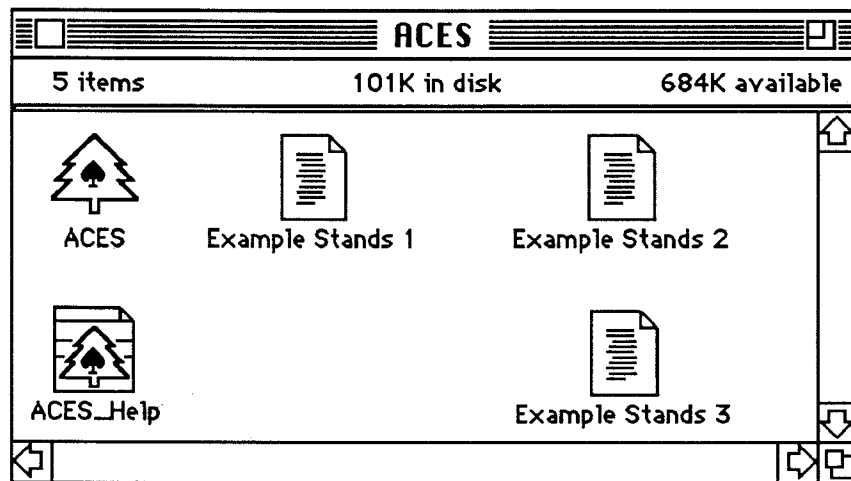 ACES
5 items 101K in disk 684K available
ACES Example Stands 1 Example Stands 2
ACES_Help Example Stands 3